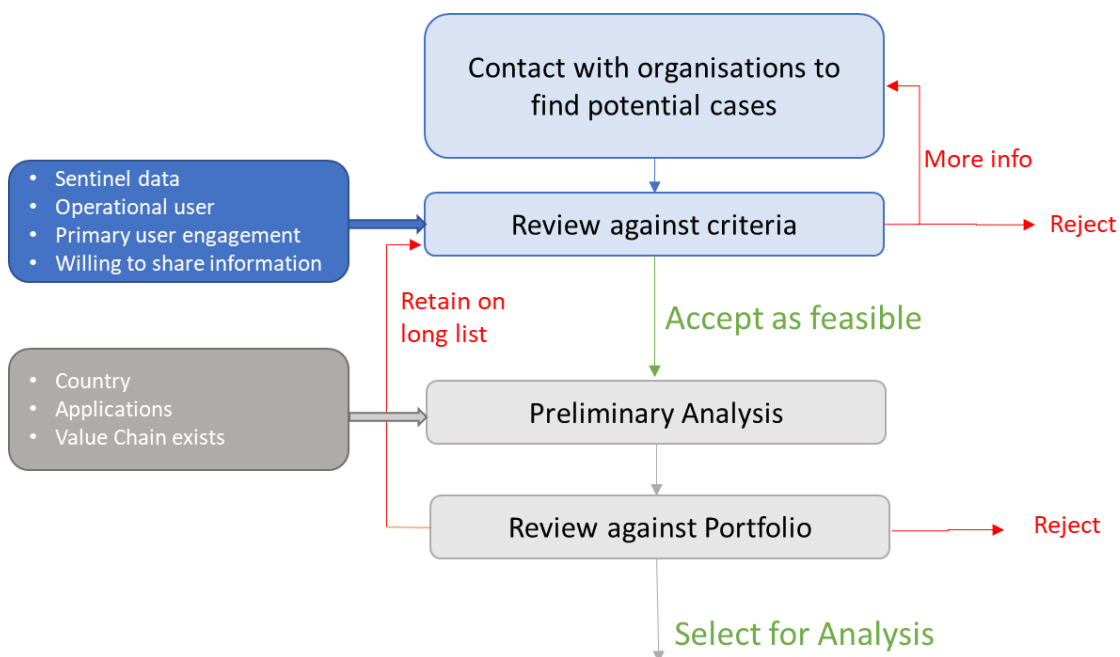 Contact with organisations to
find potential cases
More info
• Sentinel data
• Operational user
• Primary user engagement
• Willing to share information
Review against criteria
Reject
Retain on
long list
Accept as feasible
• Country
• Applications
• Value Chain exists
Preliminary Analysis
Review against Portfolio
Reject
Select for Analysis